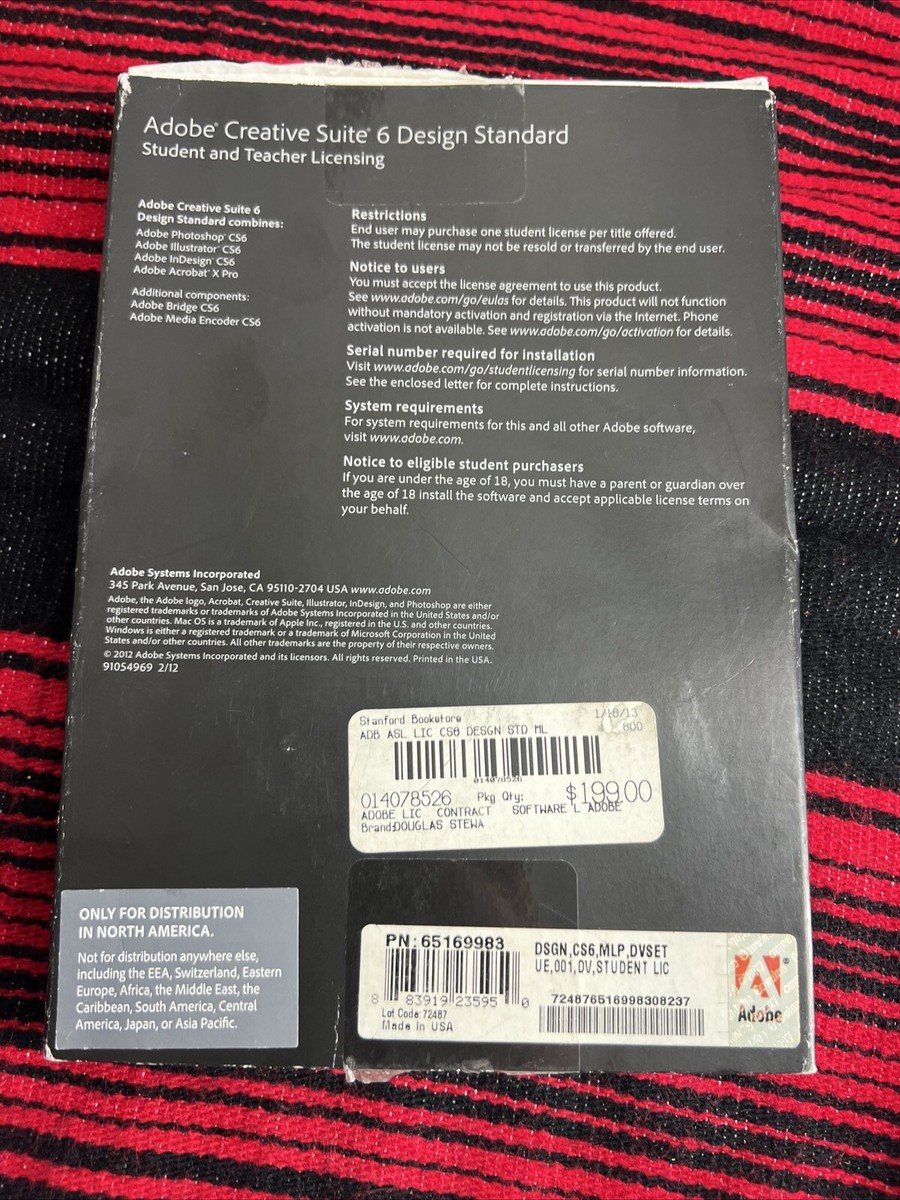 Adobe® Creative Suite® 6 Design Standard
Student and Teacher Licensing
Adobe Creative Suite 6
Design Standard combines:
Adobe Photoshop® CS6
Adobe Illustrator® CS6
Adobe InDesign® CS6
Adobe Acrobat® X Pro
Additional components:
Adobe Bridge CS6
Adobe Media Encoder CS6
Restrictions
End user may purchase one student license per title offered.
The student license may not be resold or transferred by the end user.
Notice to users
You must accept the license agreement to use this product.
See www.adobe.com/go/eulas for details. This product will not function
without mandatory activation and registration via the Internet. Phone
activation is not available. See www.adobe.com/go/activation for details.
Serial number required for installation
Visit www.adobe.com/go/studentlicensing for serial number information.
See the enclosed letter for complete instructions.
System requirements
For system requirements for this and all other Adobe software,
visit www.adobe.com.
Notice to eligible student purchasers
If you are under the age of 18, you must have a parent or guardian over
the age of 18 install the software and accept applicable license terms on
your behalf.
Adobe Systems Incorporated
345 Park Avenue, San Jose, CA 95110-2704 USA www.adobe.com
Adobe, the Adobe logo, Acrobat, Creative Suite, Illustrator, InDesign, and Photoshop are either
registered trademarks or trademarks of Adobe Systems Incorporated in the United States and/or
other countries. Mac OS is a trademark of Apple Inc., registered in the U.S. and other countries.
Windows is either a registered trademark or a trademark of Microsoft Corporation in the United
States and/or other countries. All other trademarks are the property of their respective owners.
© 2012 Adobe Systems Incorporated and its licensors. All rights reserved. Printed in the USA.
91054969 2/12
Stanford Bookstore 1/18/13
ADB ASL LIC CS6 DESGN STD ML 800
014078526
014078526 Pkg Qty: $199.00
ADOBE LIC CONTRACT SOFTWARE L ADOBE
Brand:DOUGLAS STEWA
ONLY FOR DISTRIBUTION
IN NORTH AMERICA.
Not for distribution anywhere else,
including the EEA, Switzerland, Eastern
Europe, Africa, the Middle East, the
Caribbean, South America, Central
America, Japan, or Asia Pacific.
PN: 65169983
8 83919 23595 0
Lot Code:72487
Made In USA
DSGN,CS6,MLP,DVSET
UE,001,DV,STUDENT LIC
724876516998308237
Adobe